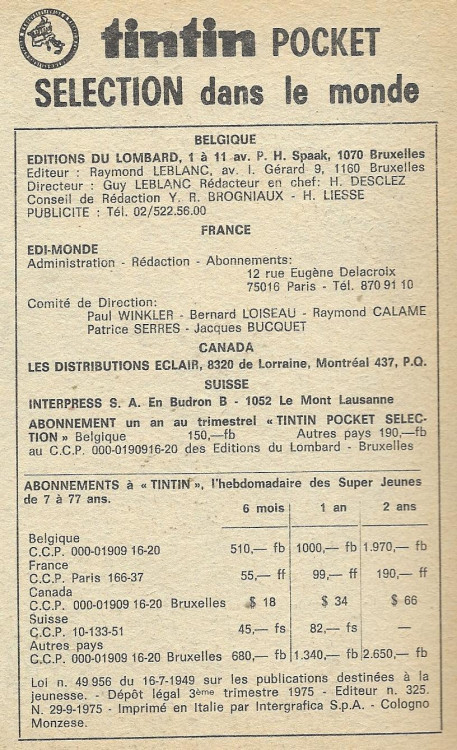 tintin POCKET
SELECTION dans le monde
BELGIQUE
EDITIONS DU LOMBARD, 1 à 11 av. P. H. Spaak, 1070 Bruxelles
Editeur : Raymond LEBLANC, av. I. Gérard 9, 1160 Bruxelles
Directeur : Guy LEBLANC Rédacteur en chef: H. DESCLEZ
Conseil de Rédaction Y. R. BROGNIAUX - H. LIESSE
PUBLICITE : Tél. 02/522.56.00
FRANCE
EDI-MONDE
Administration - Rédaction - Abonnements:
12 rue Eugène Delacroix
75016 Paris - Tél. 870 91 10
Comité de Direction:
Paul WINKLER - Bernard LOISEAU - Raymond CALAME
Patrice SERRES - Jacques BUCQUET
CANADA
LES DISTRIBUTIONS ECLAIR, 8320 de Lorraine, Montréal 437, P.Q.
SUISSE
INTERPRESS S. A. En Budron B - 1052 Le Mont Lausanne
ABONNEMENT un an au trimestrel « TINTIN POCKET SELEC-
TION » Belgique 150,—fb Autres pays 190,—fb
au C.C.P. 000-0190916-20 des Editions du Lombard - Bruxelles
ABONNEMENTS à « TINTIN », l'hebdomadaire des Super Jeunes
de 7 à 77 ans.
6 mois 1 an 2 ans
Belgique
C.C.P. 000-01909 16-20 510,— fb 1000,— fb 1.970,— fb
France
C.C.P. Paris 166-37 55,— ff 99,— ff 190,— ff
Canada
C.C.P. 000-01909 16-20 Bruxelles $ 18 $ 34 $ 66
Suisse
C.C.P. 10-133-51 45,— fs 82,— fs —
Autres pays
C.C.P. 000-01909 16-20 Bruxelles 680,— fb 1.340,— fb 2.650,— fb
Loi n. 49 956 du 16-7-1949 sur les publications destinées à la
jeunesse. - Dépôt légal 3ème trimestre 1975 - Editeur n. 325.
N. 29-9-1975 - Imprimé en Italie par Intergrafica S.p.A. - Cologno
Monzese.